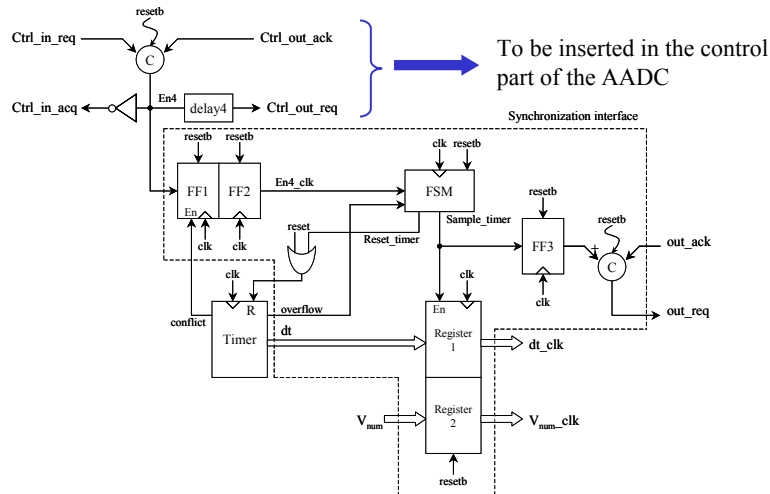 resetb
Ctrl_in_req
Ctrl_out_ack
C
To be inserted in the control
part of the AADC
Ctrl_in_acq
En4
delay4
Ctrl_out_req
Synchronization interface
resetb
resetb
clk
resetb
FF1
FF2
En4_clk
FSM
En
clk
clk
Sample_timer
Reset_timer
resetb
resetb
reset
FF3
+
C
out_ack
clk
clk
clk
out_req
conflict
R
overflow
En
Timer
dt
Register
1
dt_clk
Vnum
Register
2
Vnum_clk
resetb